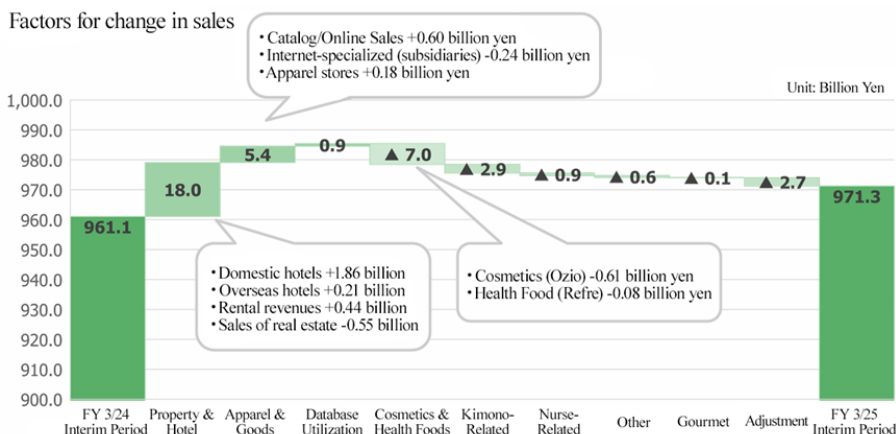 Factors for change in sales
• Catalog/Online Sales +0.60 billion yen
• Internet-specialized (subsidiaries) -0.24 billion yen
• Apparel stores +0.18 billion yen
Unit: Billion Yen
1,000.0
990.0
980.0
970.0
960.0
950.0
940.0
930.0
920.0
910.0
900.0
961.1
18.0
5.4
0.9
▲ 7.0
▲ 2.9
▲ 0.9
▲ 0.6
▲ 0.1
▲ 2.7
971.3
• Domestic hotels +1.86 billion
• Overseas hotels +0.21 billion
• Rental revenues +0.44 billion
• Sales of real estate -0.55 billion
• Cosmetics (Ozio) -0.61 billion yen
• Health Food (Refre) -0.08 billion yen
FY 3/24
Interim Period
Property &
Hotel
Apparel &
Goods
Database
Utilization
Cosmetics &
Health Foods
Kimono-
Related
Nurse-
Related
Other
Gourmet
Adjustment
FY 3/25
Interim Period